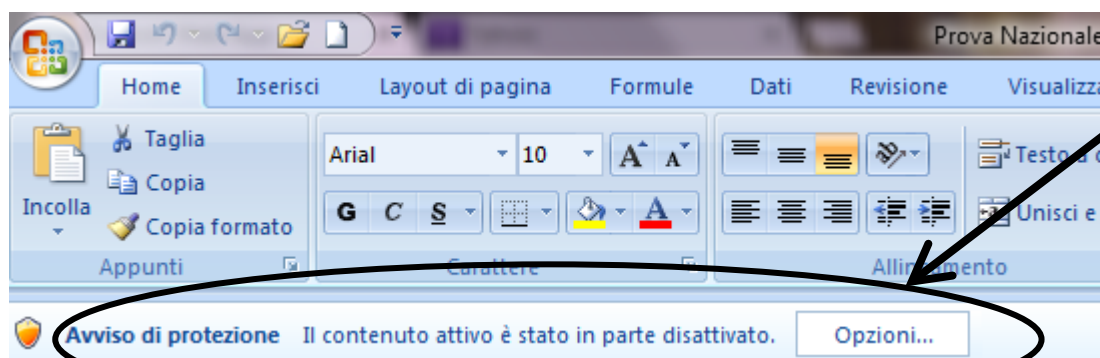 Prova Nazionale
Home Inserisci Layout di pagina Formule Dati Revisione Visualizza
Incolla
Taglia
Copia
Copia formato
Appunti
Arial 10 A A
G C S A
Carattere
Testo a
Unisci e
Allineamento
Avviso di protezione Il contenuto attivo è stato in parte disattivato. Opzioni...